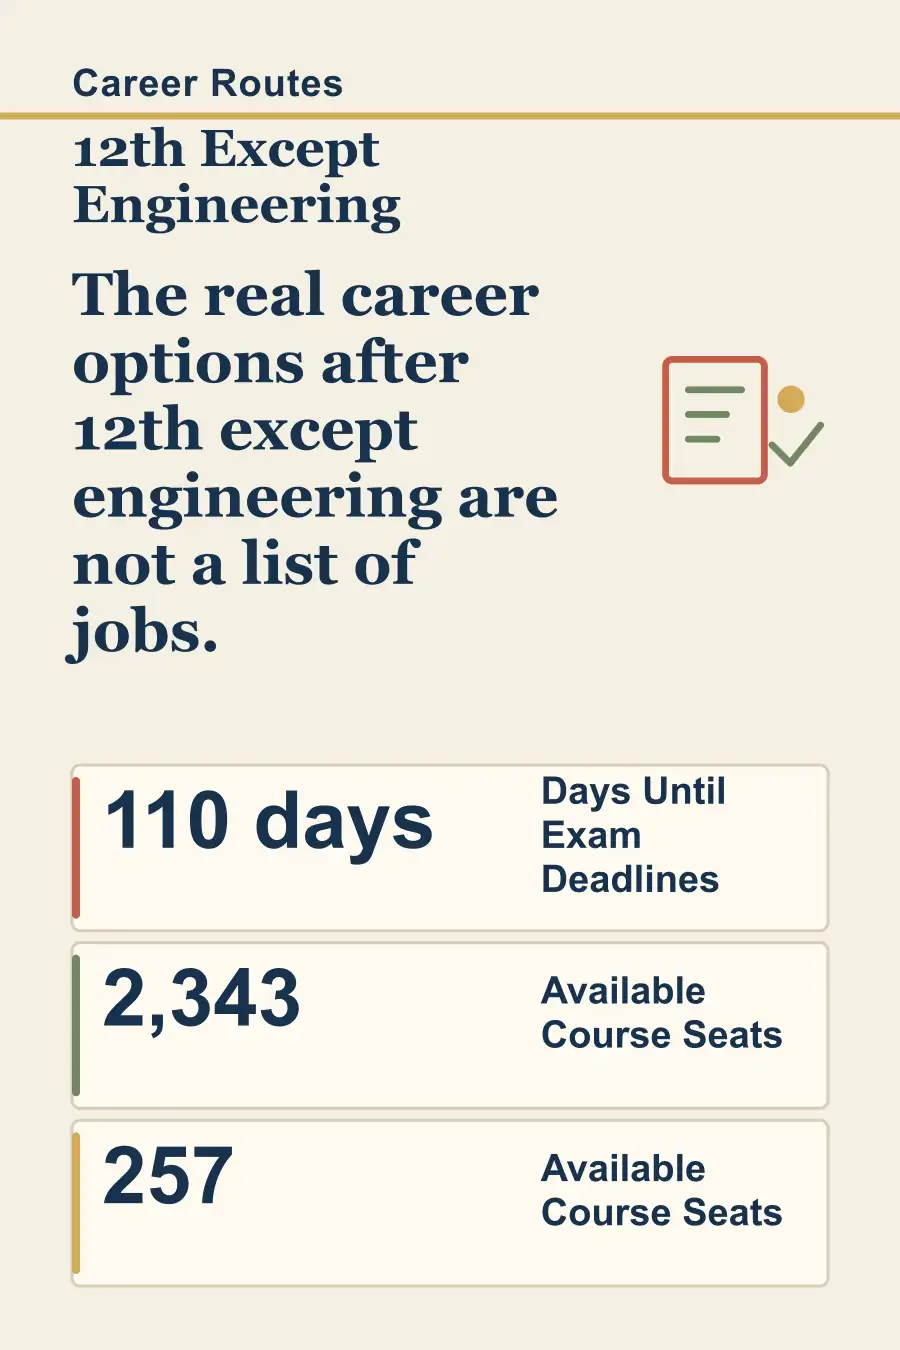 Career Routes
12th Except
Engineering
The real career
options after
12th except
engineering are
not a list of
jobs.
110 days
Days Until
Exam
Deadlines
2,343
Available
Course Seats
257
Available
Course Seats